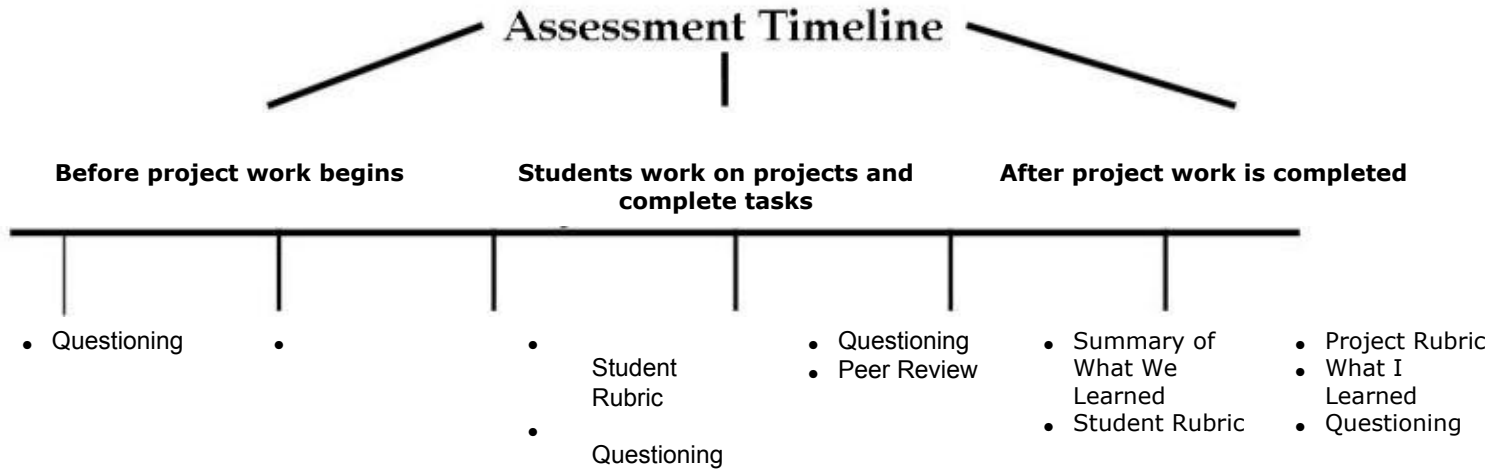 Assessment Timeline
Before project work begins
Students work on projects and
complete tasks
After project work is completed
• Questioning
•
•
Student
Rubric
•
Questioning
• Questioning
• Peer Review
• Summary of
What We
Learned
• Student Rubric
• Project Rubric
• What I
Learned
• Questioning